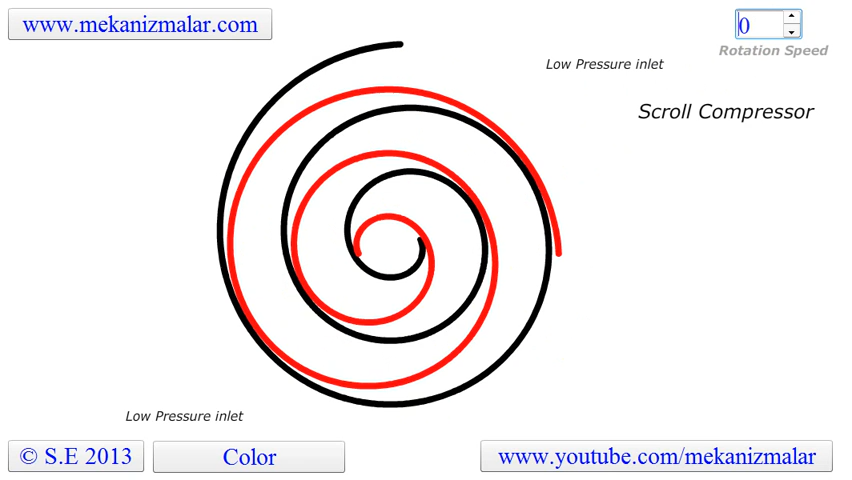 www.mekanizmalar.com
0
Rotation Speed
Low Pressure inlet
Scroll Compressor
Low Pressure inlet
© S.E 2013
Color
www.youtube.com/mekanizmalar